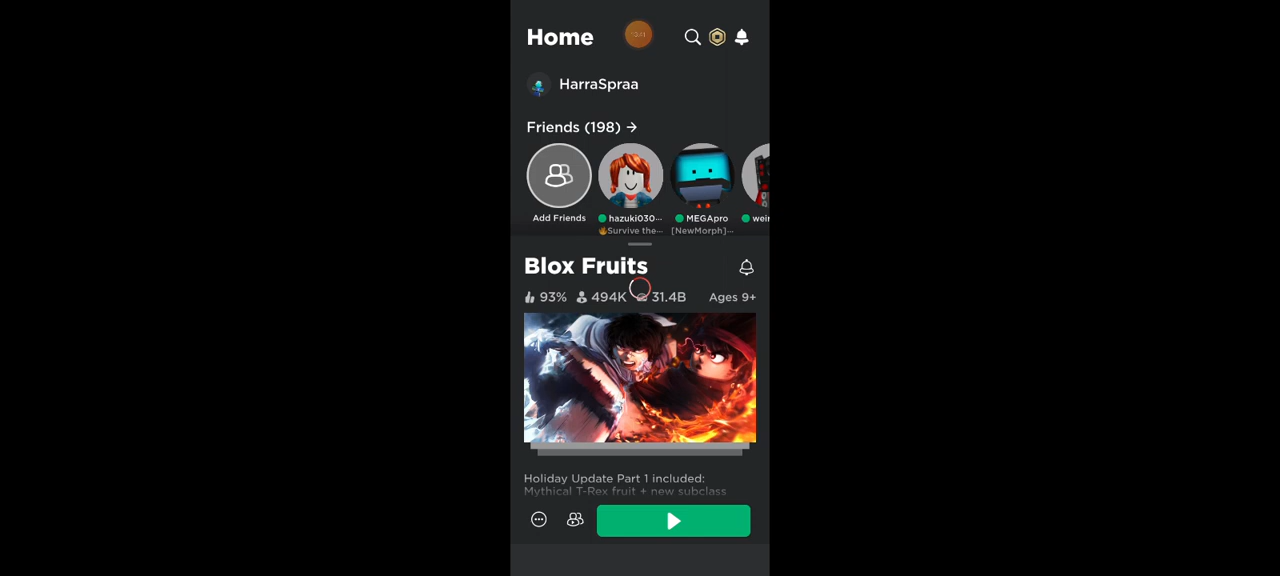 Home
HarraSpraa
Friends (198) →
Add Friends
hazuki030...
MEGApro
weir
🔥Survive the...
[NewMorph]...
Blox Fruits
93% 494K 31.4B Ages 9+
Holiday Update Part 1 included:
Mythical T-Rex fruit + new subclass